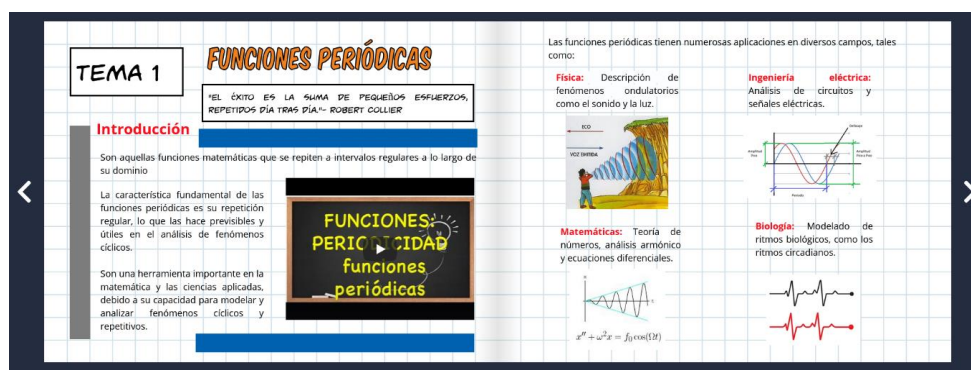 TEMA 1
FUNCIONES PERIÓDICAS
"EL ÉXITO ES LA SUMA DE PEQUEÑOS ESFUERZOS,
REPETIDOS DÍA TRAS DÍA."- ROBERT COLLIER
Introducción
Son aquellas funciones matemáticas que se repiten a intervalos regulares a lo largo de
su dominio
La característica fundamental de las
funciones periódicas es su repetición
regular, lo que las hace previsibles y
útiles en el análisis de fenómenos
cíclicos.
Son una herramienta importante en la
matemática y las ciencias aplicadas,
debido a su capacidad para modelar y
analizar fenómenos cíclicos y
repetitivos.
FUNCIONES:
PERIODICIDAD
funciones
periódicas
Las funciones periódicas tienen numerosas aplicaciones en diversos campos, tales
como:
Física: Descripción de
fenómenos ondulatorios
como el sonido y la luz.
ECO
VOZ EMITIDA
Ingeniería eléctrica:
Análisis de circuitos y
señales eléctricas.
Amplitud
Periodo
Matemáticas: Teoría de
números, análisis armónico
y ecuaciones diferenciales.
x'' + ω²x = f₀ cos(Ωt)
Biología: Modelado de
ritmos biológicos, como los
ritmos circadianos.